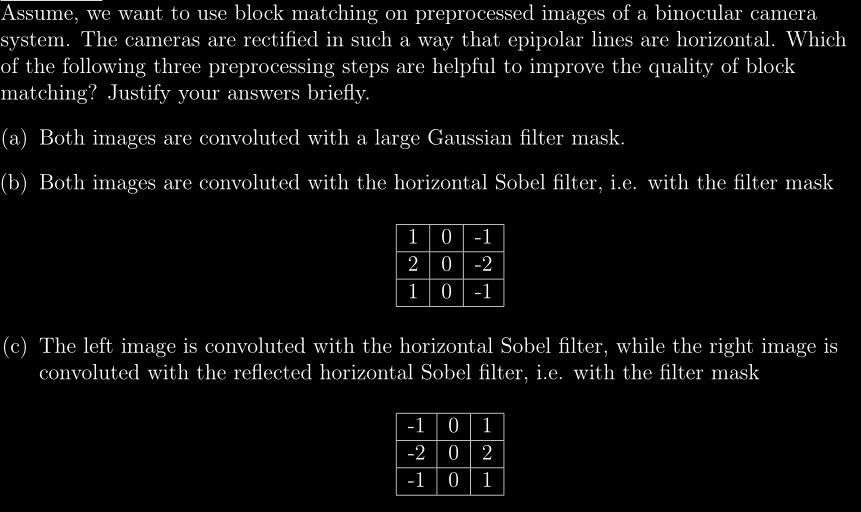 Assume, we want to use block matching on preprocessed images of a binocular camera
system. The cameras are rectified in such a way that epipolar lines are horizontal. Which
of the following three preprocessing steps are helpful to improve the quality of block
matching? Justify your answers briefly.
(a) Both images are convoluted with a large Gaussian filter mask.
(b) Both images are convoluted with the horizontal Sobel filter, i.e. with the filter mask
1 0 -1
2 0 -2
1 0 -1
(c) The left image is convoluted with the horizontal Sobel filter, while the right image is
convoluted with the reflected horizontal Sobel filter, i.e. with the filter mask
-1 0 1
-2 0 2
-1 0 1